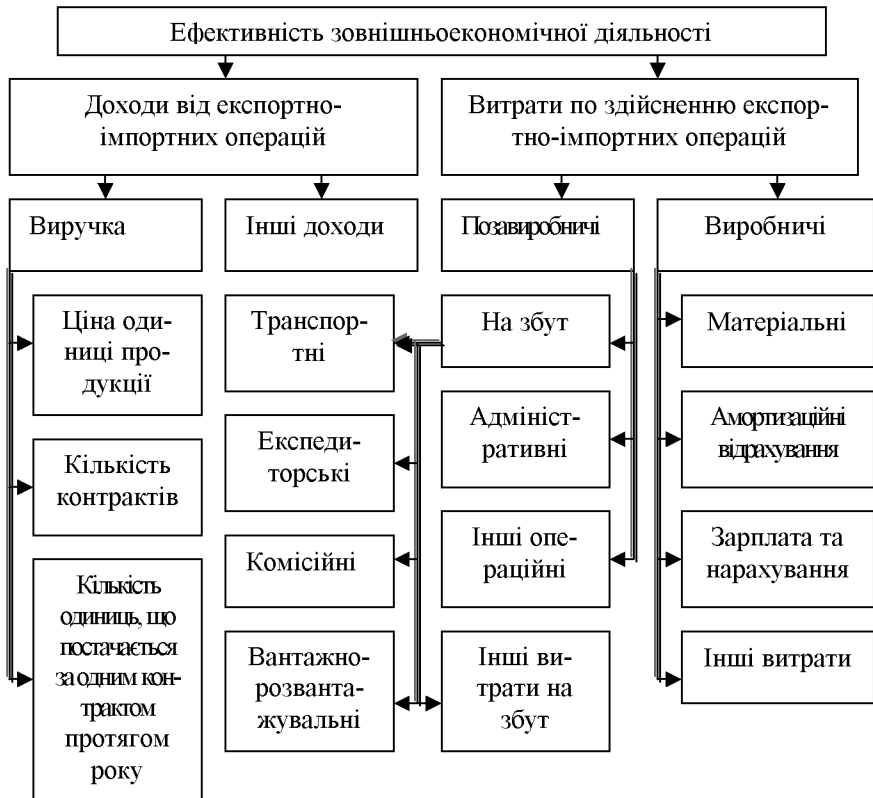 Ефективність зовнішньоекономічної діяльності
Доходи від експортно-
імпортних операцій
Витрати по здійсненню експор-
тно-імпортних операцій
Виручка
Інші доходи
Позавиробничі
Виробничі
Ціна оди-
ниці про-
дукції
Транспор-
тні
На збут
Матеріальні
Кількість
контрактів
Експеди-
торські
Адмініст-
ративні
Амортизаційні
відрахування
Кількість
одиниць, що
постачається
за одним кон-
трактом
протягом
року
Комісійні
Інші опе-
раційні
Зарплата та
нарахування
Вантажно-
розванта-
жувальні
Інші ви-
трати на
збут
Інші витрати